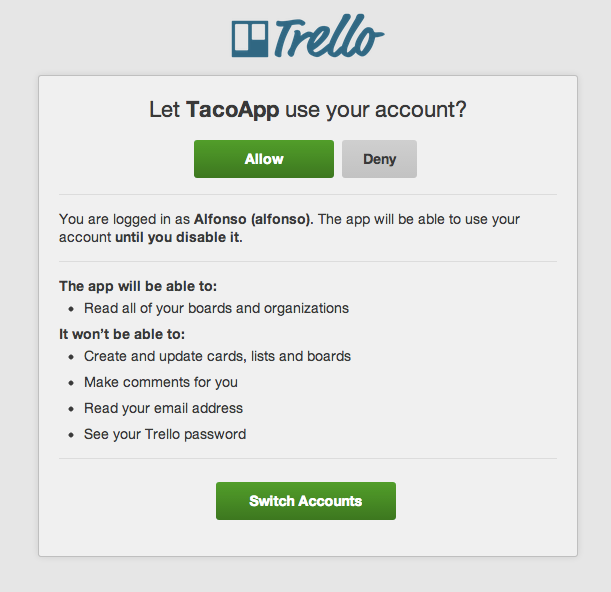 Trello
Let TacoApp use your account?
Allow
Deny
You are logged in as Alfonso (alfonso). The app will be able to use your
account until you disable it.
The app will be able to:
• Read all of your boards and organizations
It won't be able to:
• Create and update cards, lists and boards
• Make comments for you
• Read your email address
• See your Trello password
Switch Accounts